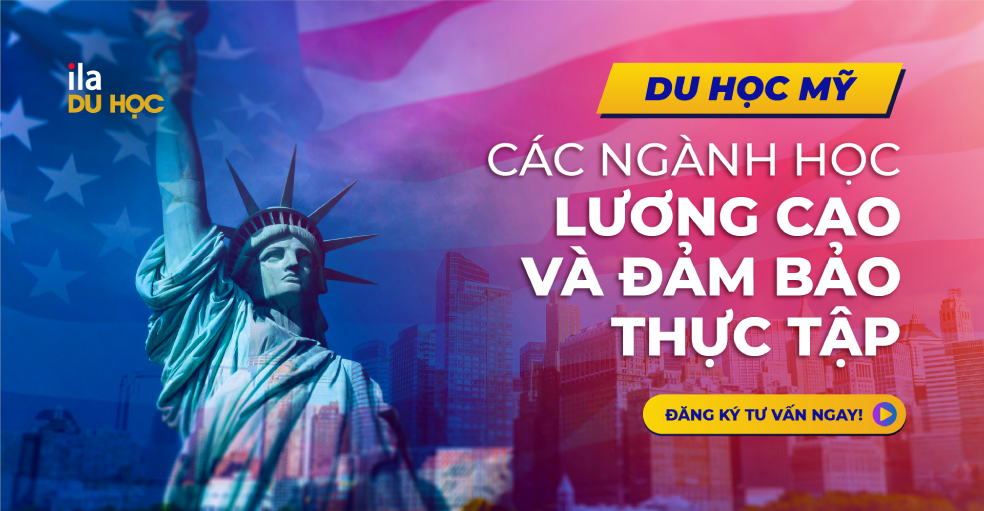 ila
DU HỌC
DU HỌC MỸ
CÁC NGÀNH HỌC
LƯƠNG CAO
VÀ ĐẢM BẢO
THỰC TẬP
ĐĂNG KÝ TƯ VẤN NGAY!